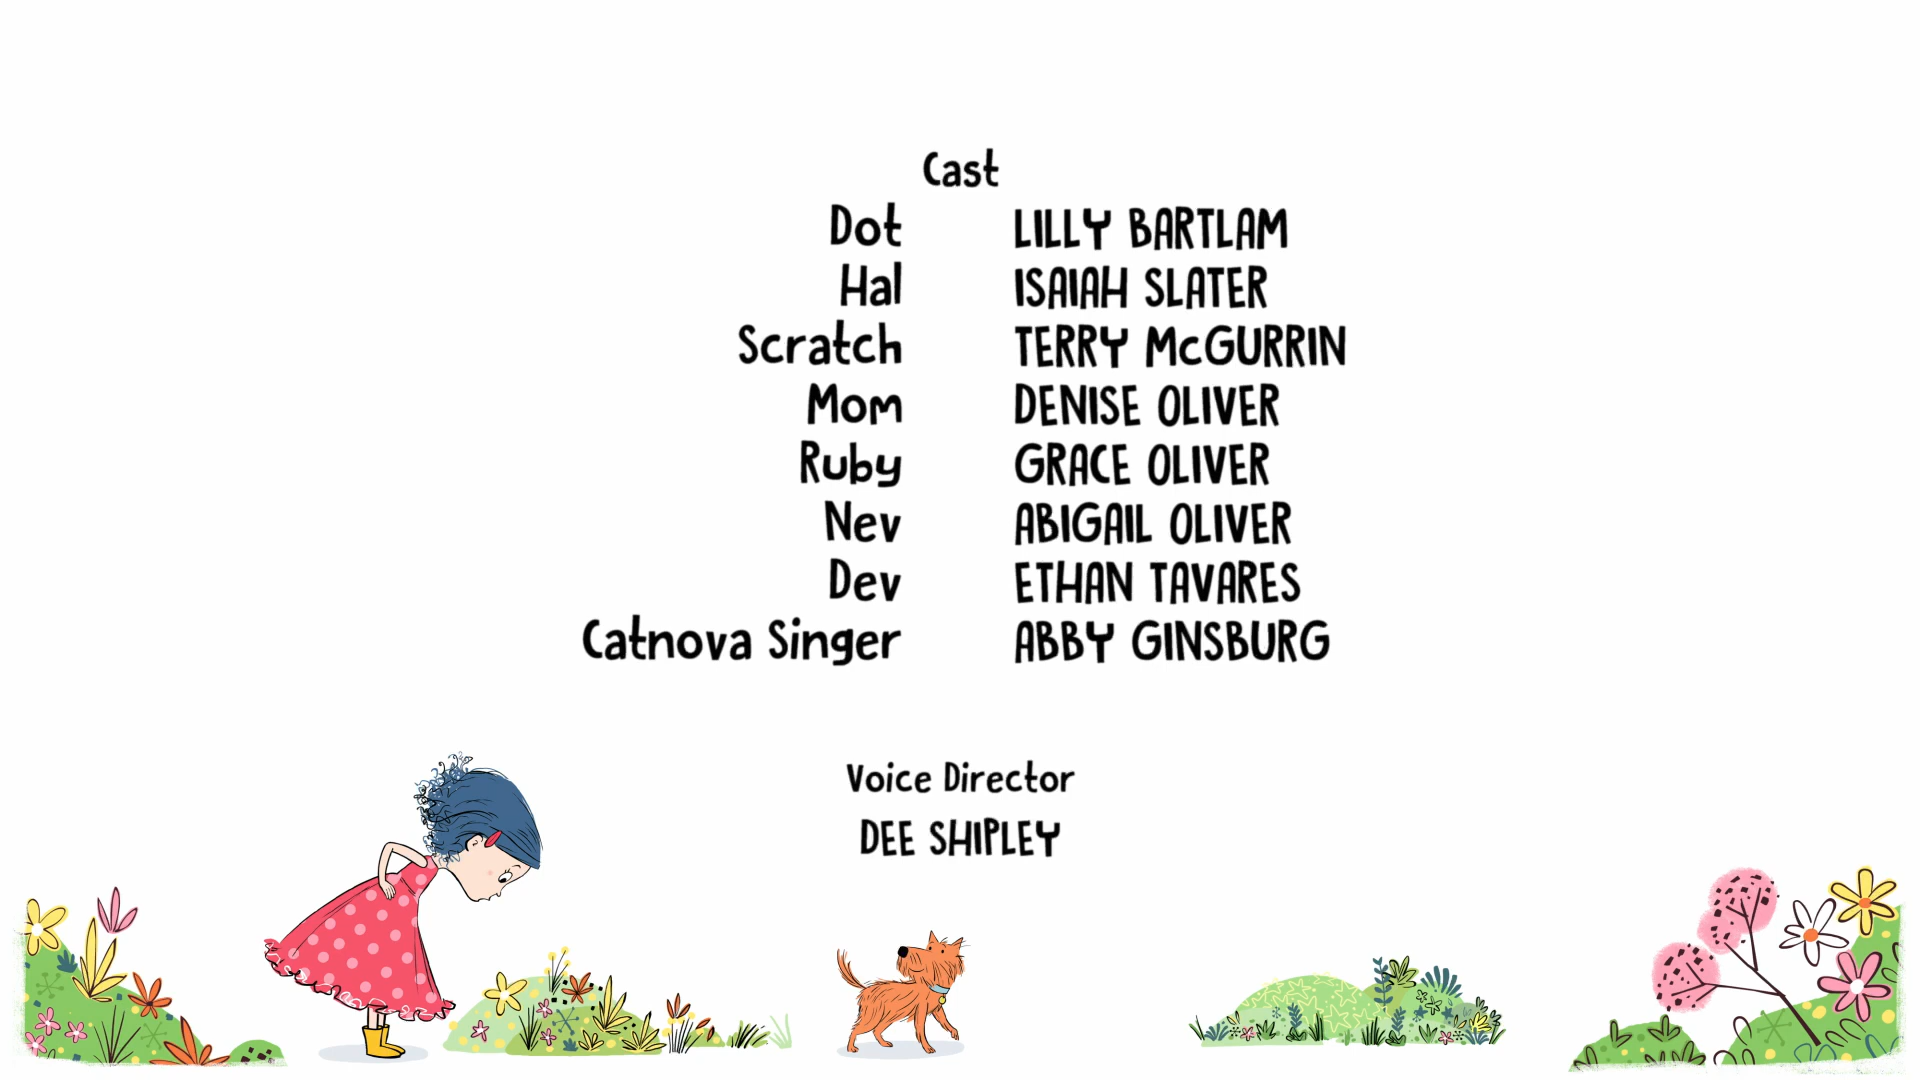 Cast
Dot LILLY BARTLAM
Hal ISAIAH SLATER
Scratch TERRY McGURRIN
Mom DENISE OLIVER
Ruby GRACE OLIVER
Nev ABIGAIL OLIVER
Dev ETHAN TAVARES
Catnova Singer ABBY GINSBURG
Voice Director
DEE SHIPLEY